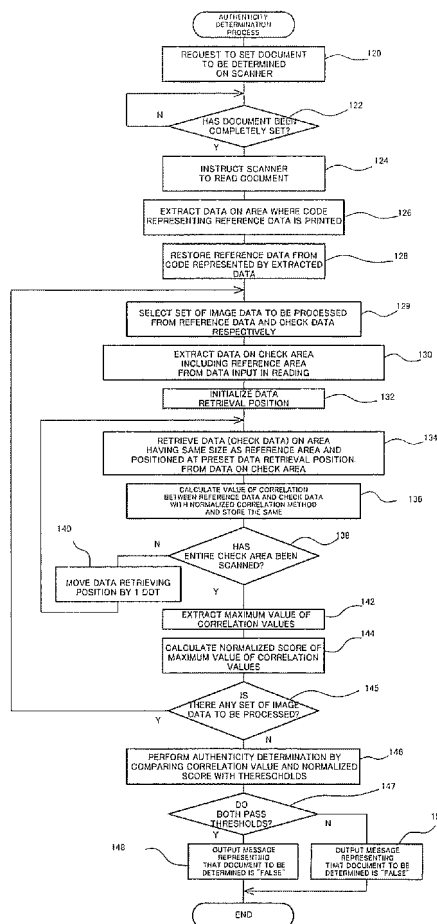 AUTHENTICITY
DETERMINATION
PROCESS
REQUEST TO SET DOCUMENT
TO BE DETERMINED
ON SCANNER
120
N
HAS DOCUMENT BEEN
COMPLETELY SET?
122
Y
INSTRUCT SCANNER
TO READ DOCUMENT
124
EXTRACT DATA ON AREA WHERE CODE
REPRESENTING REFERENCE DATA IS PRINTED
126
RESTORE REFERENCE DATA FROM
CODE REPRESENTED BY EXTRACTED
DATA
128
SELECT SET OF IMAGE DATA TO BE PROCESSED
FROM REFERENCE DATA AND CHECK DATA
RESPECTIVELY
129
EXTRACT DATA ON CHECK AREA
INCLUDING REFERENCE AREA
FROM DATA INPUT IN READING
130
INITIALIZE DATA
RETRIEVAL POSITION
132
RETRIEVE DATA (CHECK DATA) ON AREA
HAVING SAME SIZE AS REFERENCE AREA AND
POSITIONED AT PRESET DATA RETRIEVAL POSITION
FROM DATA ON CHECK AREA
134
CALCULATE VALUE OF CORRELATION
BETWEEN REFERENCE DATA AND CHECK DATA
WITH NORMALIZED CORRELATION METHOD
AND STORE THE SAME
136
140
N
HAS
ENTIRE CHECK AREA BEEN
SCANNED?
138
MOVE DATA RETRIEVING
POSITION BY 1 DOT
Y
EXTRACT MAXIMUM VALUE OF
CORRELATION VALUES
142
CALCULATE NORMALIZED SCORE OF
MAXIMUM VALUE OF CORRELATION
VALUES
144
IS
THERE ANY SET OF IMAGE
DATA TO BE PROCESSED?
145
Y
N
PERFORM AUTHENTICITY DETERMINATION BY
COMPARING CORRELATION VALUE AND NORMALIZED
SCORE WITH THERESCHOLDS
146
DO
BOTH PASS
THRESHOLDS?
147
Y
N
148
OUTPUT MESSAGE
REPRESENTING
THAT DOCUMENT TO BE
DETERMINED IS "FALSE"
OUTPUT MESSAGE
REPRESENTING
THAT DOCUMENT TO BE
DETERMINED IS "FALSE"
END